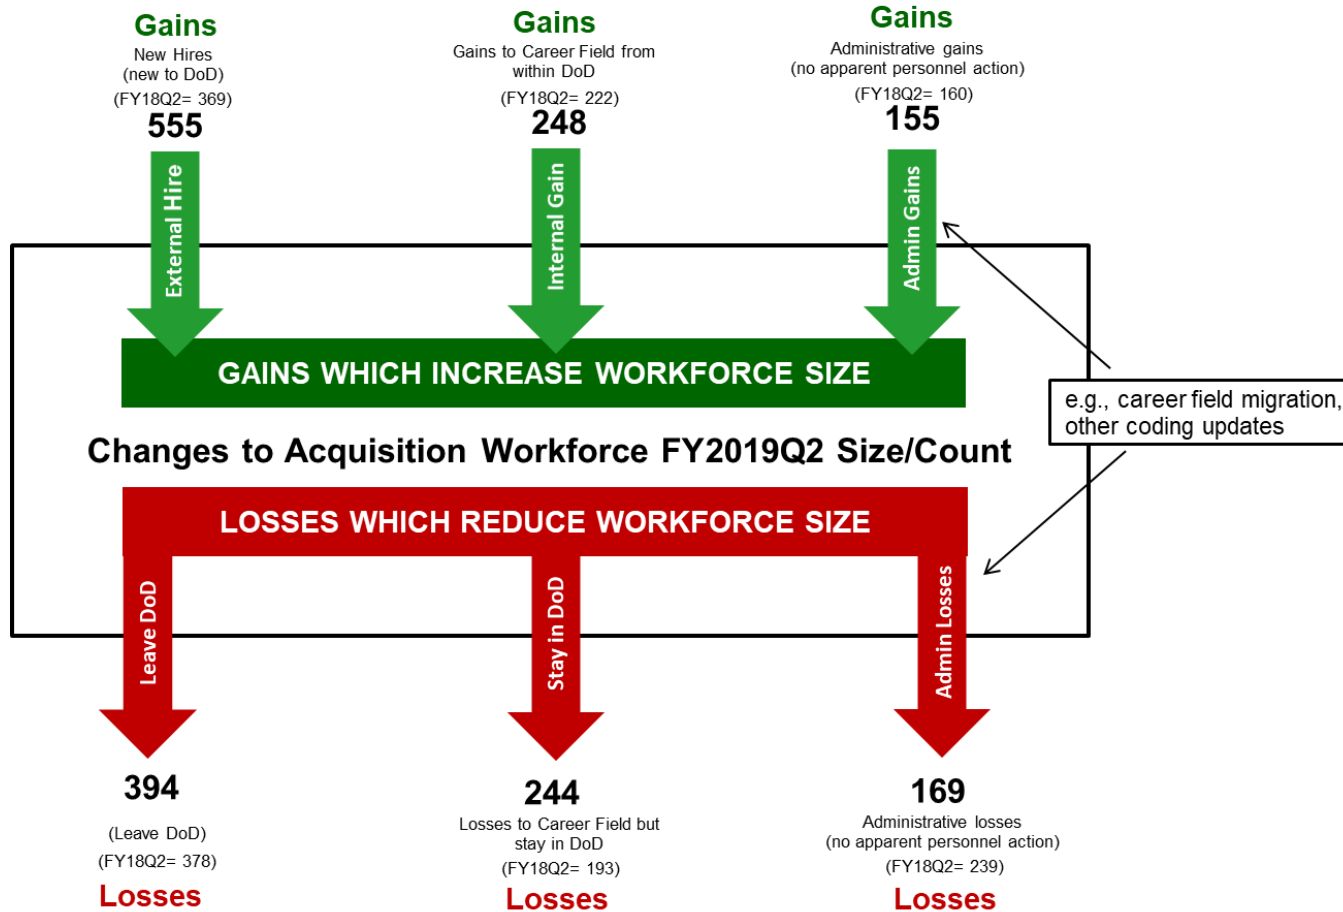 Gains
New Hires
(new to DoD)
(FY18Q2= 369)
555
External Hire
Gains
Gains to Career Field from
within DoD
(FY18Q2= 222)
248
Internal Gain
Gains
Administrative gains
(no apparent personnel action)
(FY18Q2= 160)
155
Admin Gains
GAINS WHICH INCREASE WORKFORCE SIZE
e.g., career field migration,
other coding updates
Changes to Acquisition Workforce FY2019Q2 Size/Count
LOSSES WHICH REDUCE WORKFORCE SIZE
Leave DoD
394
(Leave DoD)
(FY18Q2= 378)
Losses
Stay in DoD
244
Losses to Career Field but
stay in DoD
(FY18Q2= 193)
Losses
Admin Losses
169
Administrative losses
(no apparent personnel action)
(FY18Q2= 239)
Losses